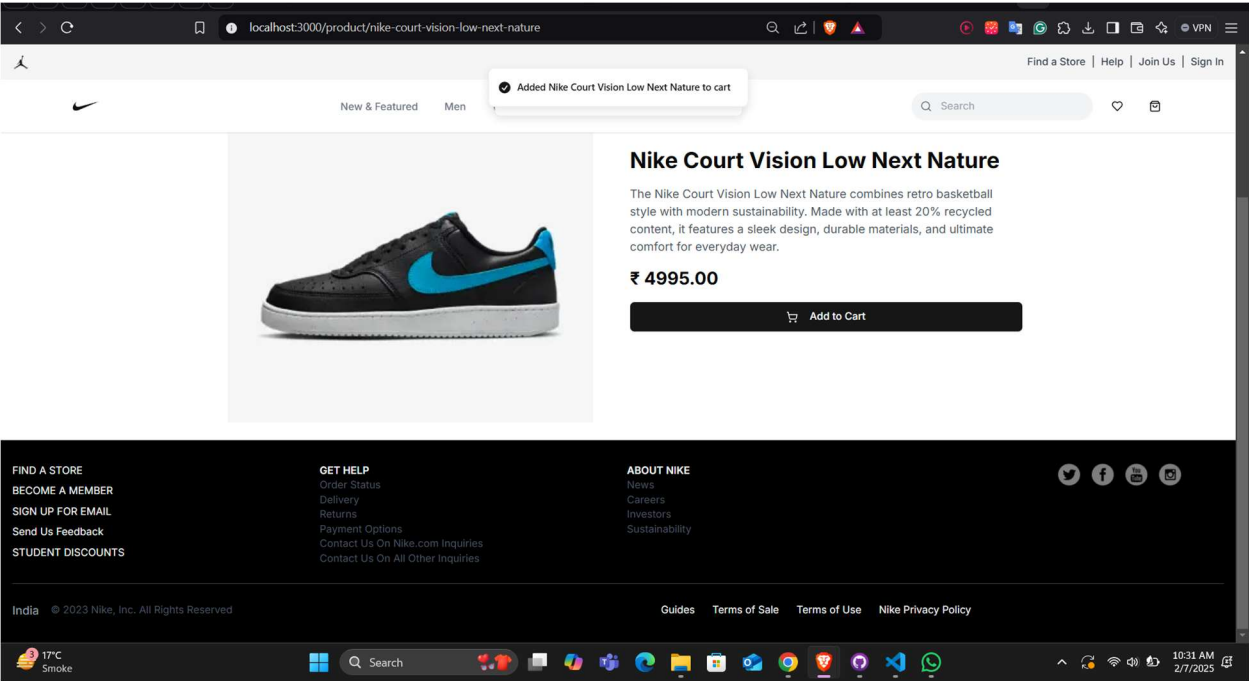 localhost:3000/product/nike-court-vision-low-next-nature
VPN
Find a Store | Help | Join Us | Sign In
Added Nike Court Vision Low Next Nature to cart
New & Featured Men
Search
Nike Court Vision Low Next Nature
The Nike Court Vision Low Next Nature combines retro basketball
style with modern sustainability. Made with at least 20% recycled
content, it features a sleek design, durable materials, and ultimate
comfort for everyday wear.
₹ 4995.00
Add to Cart
FIND A STORE
BECOME A MEMBER
SIGN UP FOR EMAIL
Send Us Feedback
STUDENT DISCOUNTS
GET HELP
Order Status
Delivery
Returns
Payment Options
Contact Us On Nike.com Inquiries
Contact Us On All Other Inquiries
ABOUT NIKE
News
Careers
Investors
Sustainability
India © 2023 Nike, Inc. All Rights Reserved
Guides Terms of Sale Terms of Use Nike Privacy Policy
3
17°C
Smoke
Search
10:31 AM
2/7/2025